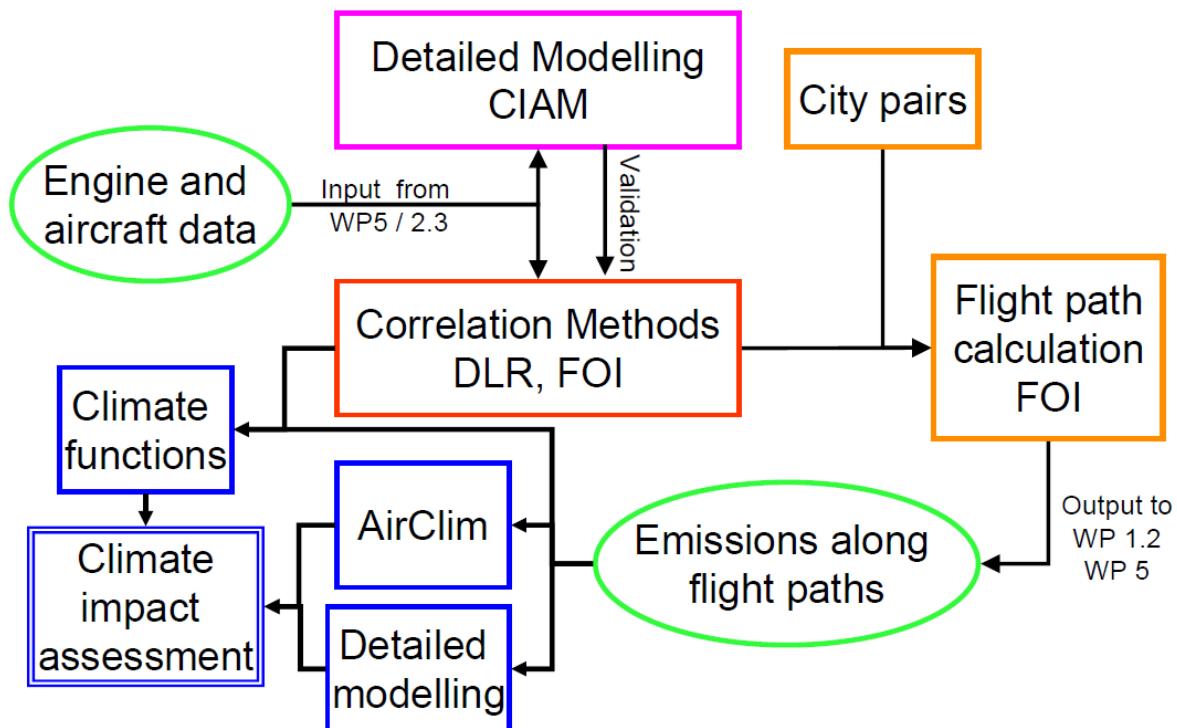 Detailed Modelling
CIAM
City pairs
Engine and
aircraft data
Input from
WP5 / 2.3
Validation
Correlation Methods
DLR, FOI
Flight path
calculation
FOI
Climate
functions
Output to
WP 1.2
WP 5
AirClim
Emissions along
flight paths
Climate
impact
assessment
Detailed
modelling